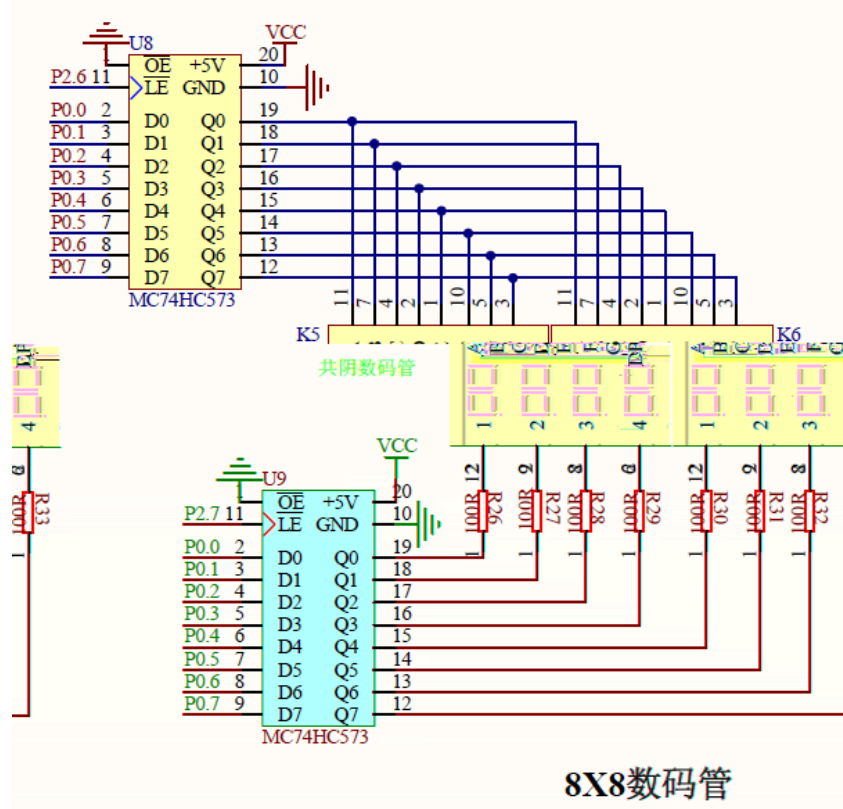 VCC
U8
OE +5V 20
P2.6 11 LE GND 10
P0.0 2 D0 Q0 19
P0.1 3 D1 Q1 18
P0.2 4 D2 Q2 17
P0.3 5 D3 Q3 16
P0.4 6 D4 Q4 15
P0.5 7 D5 Q5 14
P0.6 8 D6 Q6 13
P0.7 9 D7 Q7 12
MC74HC573
11 7 4 2 1 10 5 3 11 7 4 2 1 10 5 3
K5 K6
共阴数码管
4 1 2 3 4 1 2 3
12 9 8 6 12 9 8
R33 R26 R27 R28 R29 R30 R31 R32
1 1 1 1 1 1 1 1
VCC
U9
1 OE +5V 20
P2.7 11 LE GND 10
P0.0 2 D0 Q0 19
P0.1 3 D1 Q1 18
P0.2 4 D2 Q2 17
P0.3 5 D3 Q3 16
P0.4 6 D4 Q4 15
P0.5 7 D5 Q5 14
P0.6 8 D6 Q6 13
P0.7 9 D7 Q7 12
MC74HC573
8X8数码管